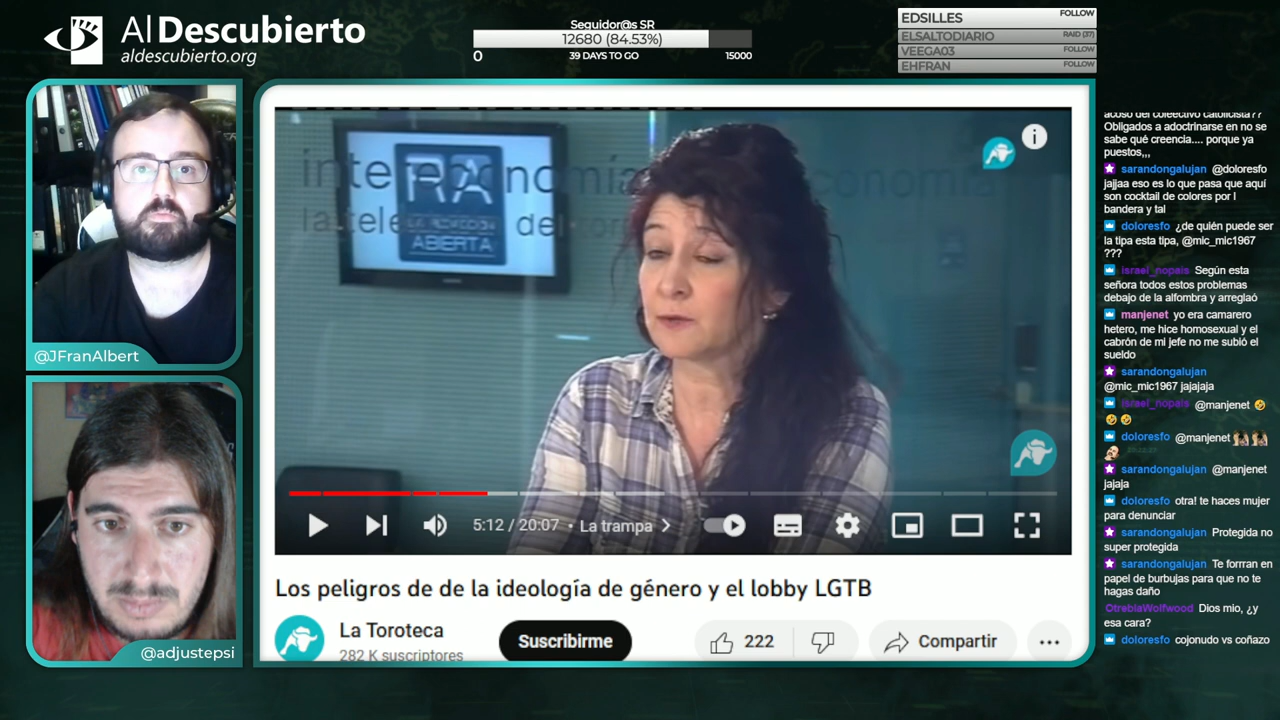 Al Descubierto
aldescubierto.org
Seguidor@s SR
12680 (84.53%)
0
39 DAYS TO GO
15000
EDSILLES
FOLLOW
ELSALTODIARIO
RAID (37)
VEEGA03
FOLLOW
EHFRAN
FOLLOW
@JFranAlbert
@adjustepsi
RA
ABIERTA
5:12 / 20:07 • La trampa
Los peligros de de la ideología de género y el lobby LGTB
La Toroteca
282 K suscriptores
Suscribirme
222
Compartir
acoso del coleectivo catolicista??
Obligados a adoctrinarse en no se
sabe qué creencia.... porque ya
puestos,,,
sarandongalujan @doloresfo
jajjaa eso es lo que pasa que aquí
son cocktail de colores por l
bandera y tal
doloresfo ¿de quién puede ser
la tipa esta tipa, @mic_mic1967
???
israel_nopais Según esta
señora todos estos problemas
debajo de la alfombra y arreglaó
manjenet yo era camarero
hetero, me hice homosexual y el
cabrón de mi jefe no me subió el
sueldo
sarandongalujan
@mic_mic1967 jajajaja
israel_nopais @manjenet
doloresfo @manjenet
sarandongalujan @manjenet
jajaja
doloresfo otra! te haces mujer
para denunciar
sarandongalujan Protegida no
super protegida
sarandongalujan Te forrran en
papel de burbujas para que no te
hagas daño
OtreblaWolfwood Dios mio, ¿y
esa cara?
doloresfo cojonudo vs coñazo